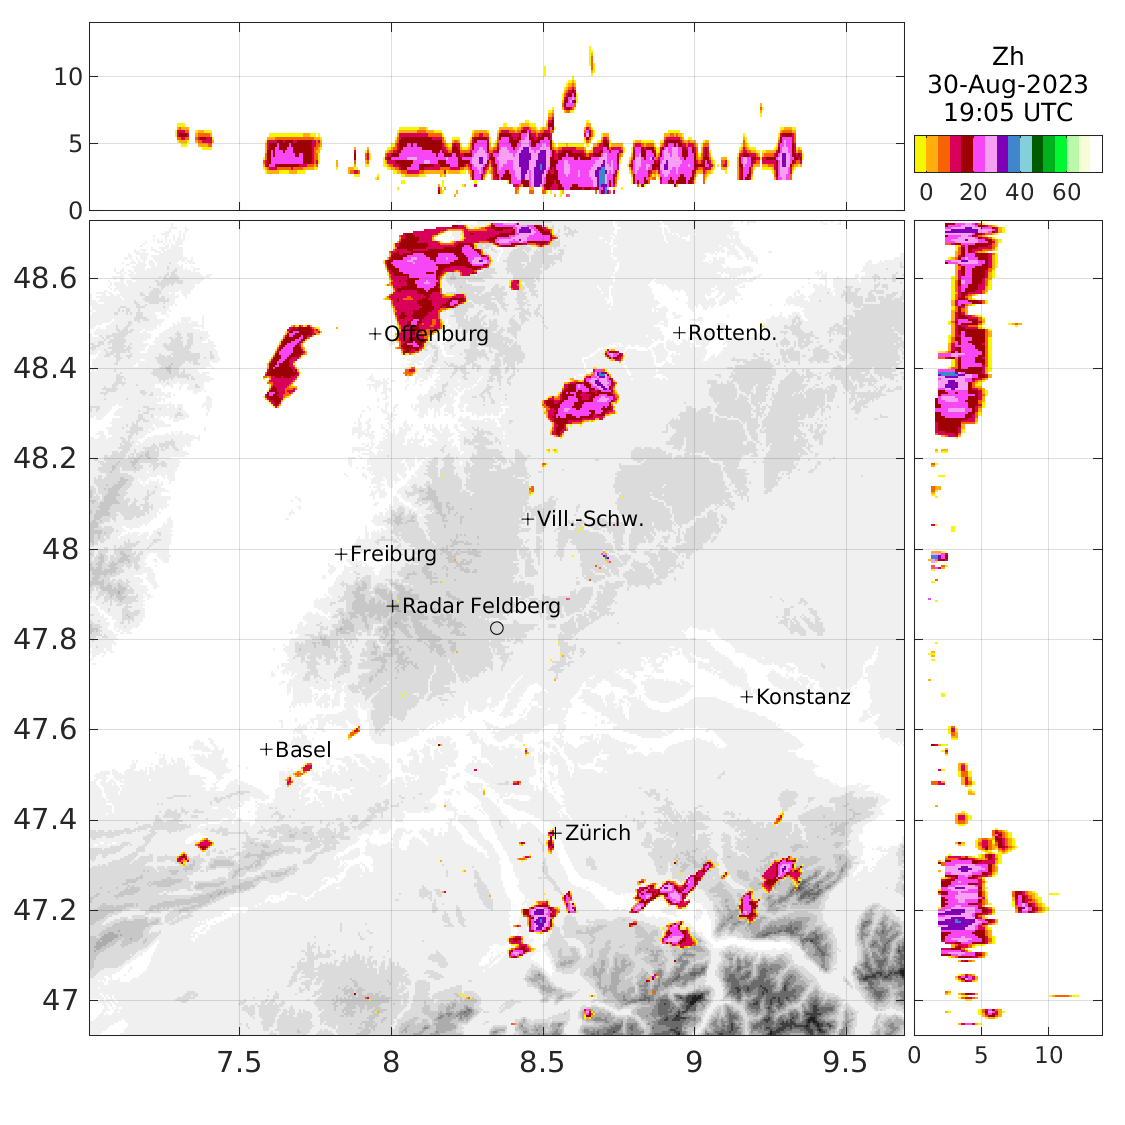 10
5
0
Zh
30-Aug-2023
19:05 UTC
0 20 40 60
48.6
48.4
48.2
48
47.8
47.6
47.4
47.2
47
Offenburg
Rottenb.
Vill.-Schw.
Freiburg
Radar Feldberg
Konstanz
Basel
Zürich
7.5 8 8.5 9 9.5
0 5 10